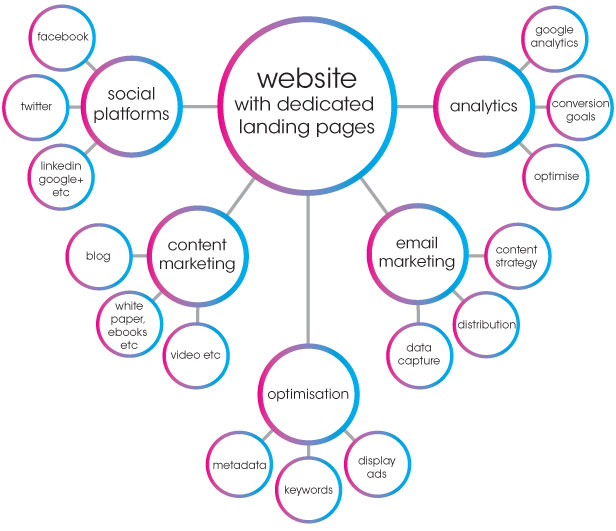 website
with dedicated
landing pages
social
platforms
facebook
twitter
linkedin
google+
etc
analytics
google
analytics
conversion
goals
optimise
content
marketing
blog
white
paper,
ebooks
etc
video etc
email
marketing
content
strategy
distribution
data
capture
optimisation
metadata
keywords
display
ads